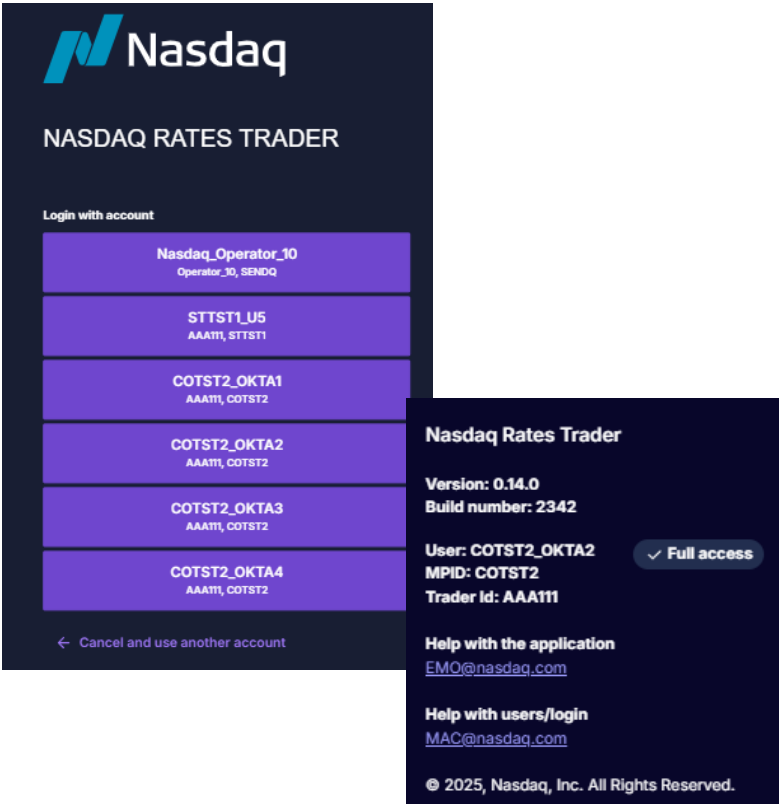 Nasdaq
NASDAQ RATES TRADER
Login with account
Nasdaq_Operator_10
Operator_10, SENDQ
STTST1_U5
AAA111, STTST1
COTST2_OKTA1
AAA111, COTST2
COTST2_OKTA2
AAA111, COTST2
COTST2_OKTA3
AAA111, COTST2
COTST2_OKTA4
AAA111, COTST2
← Cancel and use another account
Nasdaq Rates Trader
Version: 0.14.0
Build number: 2342
User: COTST2_OKTA2
✓ Full access
MPID: COTST2
Trader Id: AAA111
Help with the application
EMO@nasdaq.com
Help with users/login
MAC@nasdaq.com
© 2025, Nasdaq, Inc. All Rights Reserved.